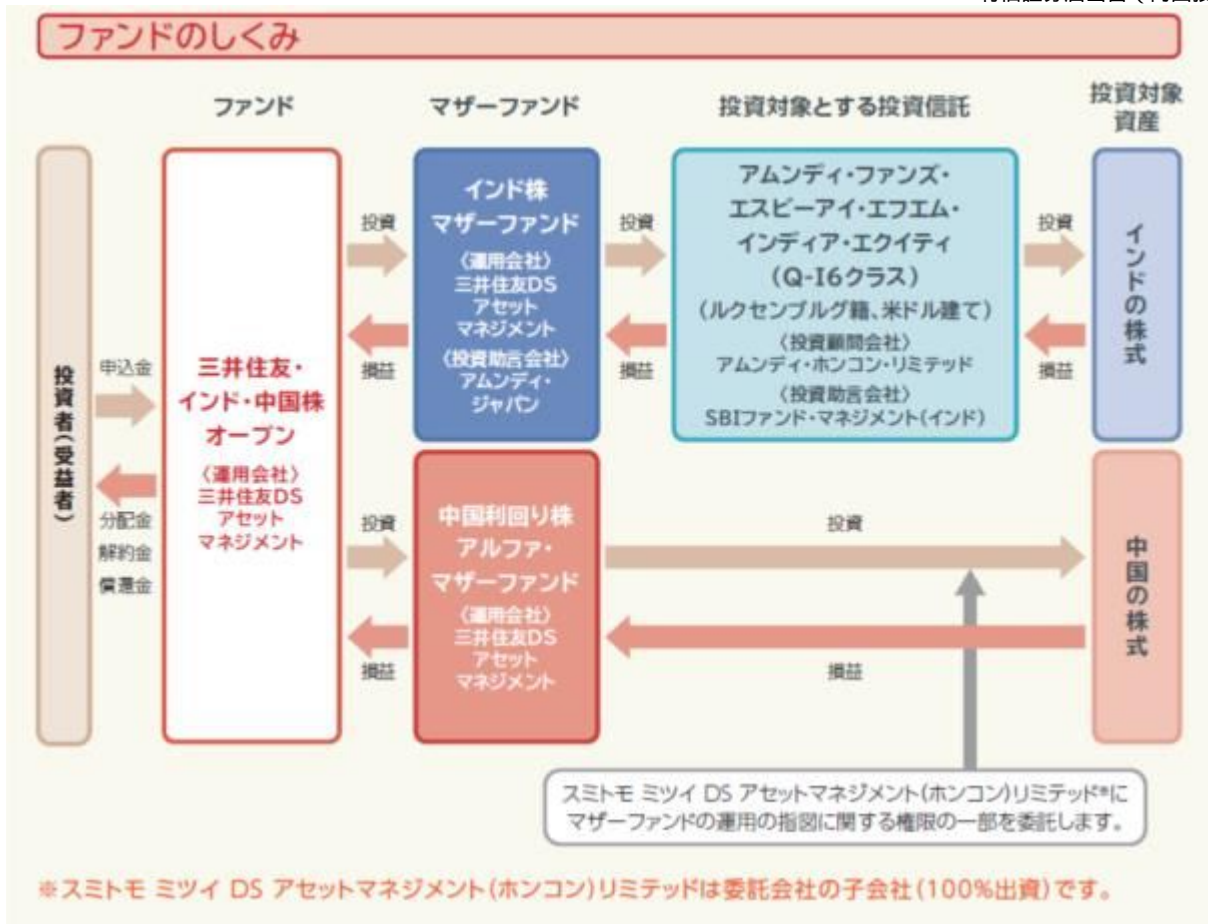 ファンドのしくみ
ファンド
マザーファンド
投資対象とする投資信託
投資対象
資産
投資者(受益者)
申込金
分配金
解約金
償還金
三井住友・
インド・中国株
オープン
〈運用会社〉
三井住友DS
アセット
マネジメント
投資
損益
投資
損益
インド株
マザーファンド
〈運用会社〉
三井住友DS
アセット
マネジメント
〈投資助言会社〉
アムンディ・
ジャパン
投資
損益
アムンディ・ファンズ・
エスビーアイ・エフエム・
インディア・エクイティ
(Q-I6クラス)
(ルクセンブルグ籍、米ドル建て)
〈投資顧問会社〉
アムンディ・ホンコン・リミテッド
〈投資助言会社〉
SBIファンド・マネジメント(インド)
投資
損益
インドの株式
中国利回り株
アルファ・
マザーファンド
〈運用会社〉
三井住友DS
アセット
マネジメント
投資
損益
中国の株式
スミトモ ミツイ DS アセットマネジメント(ホンコン)リミテッド※に
マザーファンドの運用の指図に関する権限の一部を委託します。
※スミトモ ミツイ DS アセットマネジメント(ホンコン)リミテッドは委託会社の子会社(100%出資)です。